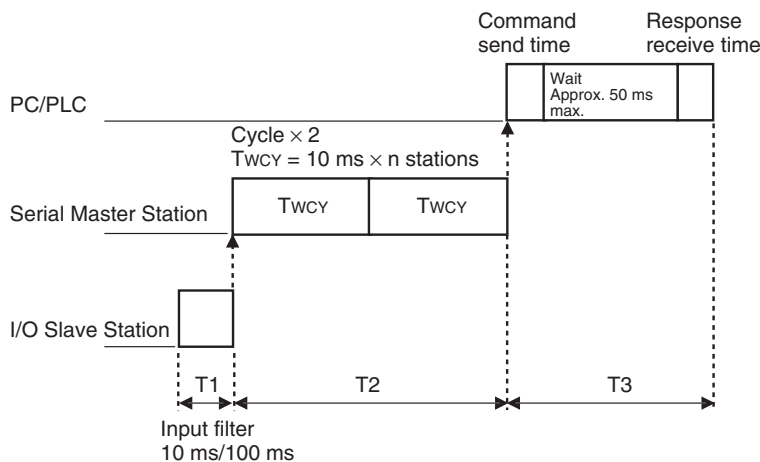 Command
send time
Response
receive time
PC/PLC
Wait
Approx. 50 ms
max.
Cycle × 2
TWCY = 10 ms × n stations
Serial Master Station
TWCY
TWCY
I/O Slave Station
T1
T2
T3
Input filter
10 ms/100 ms